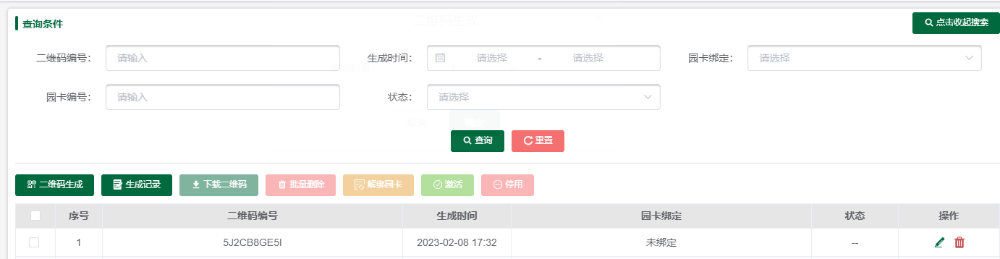 查询条件
点击收起搜索
二维码编号： 请输入 生成时间： 请选择 - 请选择 园卡绑定： 请选择
园卡编号： 请输入 状态： 请选择
查询 重置
二维码生成 生成记录 下载二维码 批量删除 解绑园卡 激活 停用
序号 二维码编号 生成时间 园卡绑定 状态 操作
1 5J2CB8GE5I 2023-02-08 17:32 未绑定 --